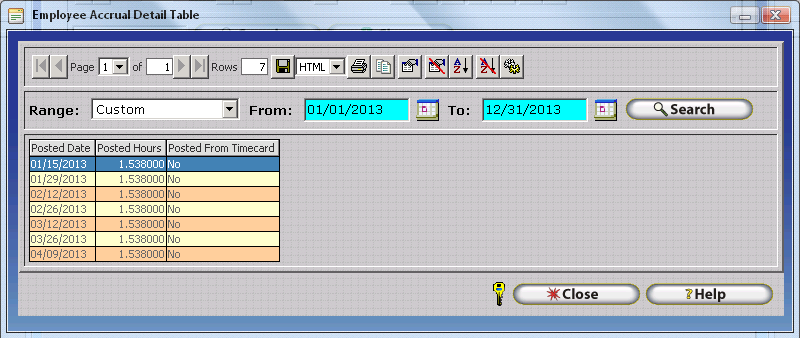 Employee Accrual Detail Table
Page 1 of 1 Rows 7 HTML
Range: Custom From: 01/01/2013 To: 12/31/2013 Search
Posted Date Posted Hours Posted From Timecard
01/15/2013 1.538000 No
01/29/2013 1.538000 No
02/12/2013 1.538000 No
02/26/2013 1.538000 No
03/12/2013 1.538000 No
03/26/2013 1.538000 No
04/09/2013 1.538000 No
Close ?Help